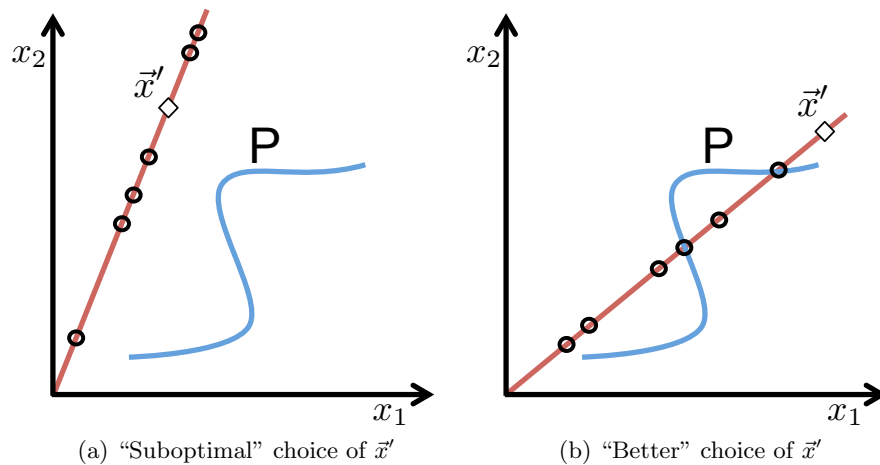 x₂
x⃗′
P
x₁
(a) “Suboptimal” choice of x⃗′
x₂
x⃗′
P
x₁
(b) “Better” choice of x⃗′